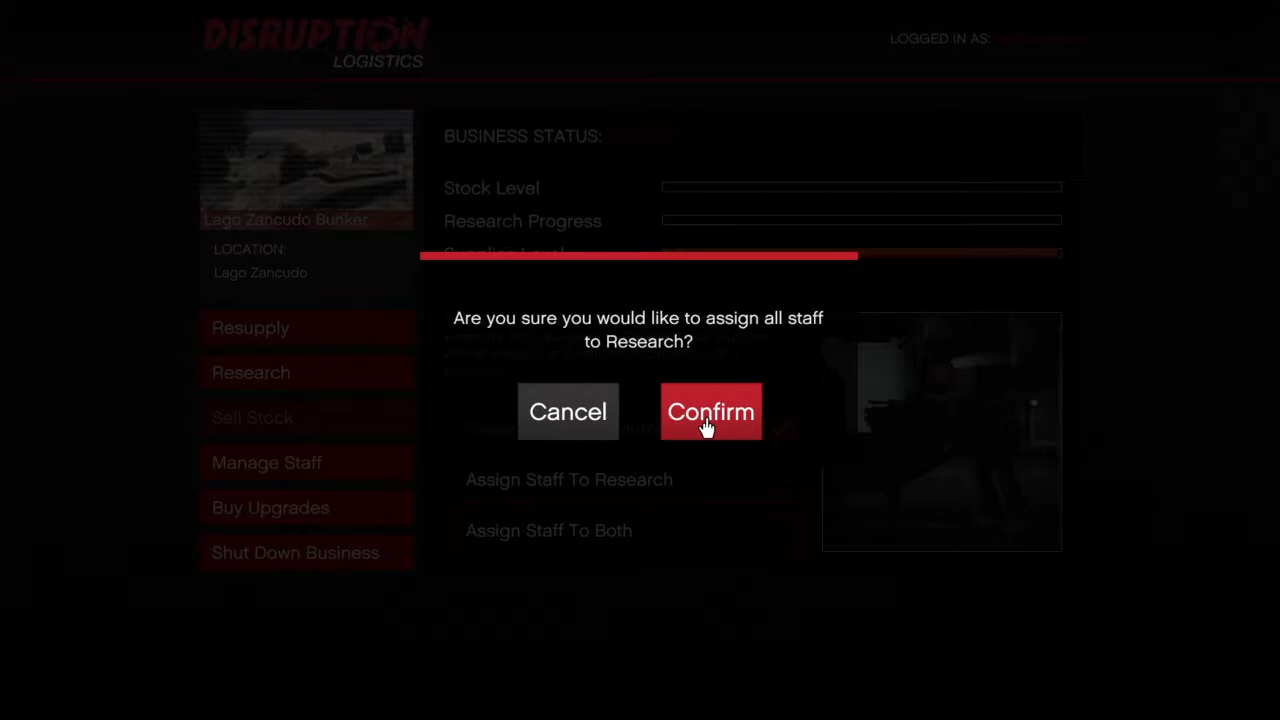 DISRUPTION
LOGISTICS
LOGGED IN AS:
BUSINESS STATUS:
Stock Level
Research Progress
Supplies Level
Lago Zancudo Bunker
LOCATION:
Lago Zancudo
Resupply
Research
Sell Stock
Manage Staff
Buy Upgrades
Shut Down Business
Are you sure you would like to assign all staff
to Research?
Cancel
Confirm
Assign Staff To Research
Assign Staff To Both